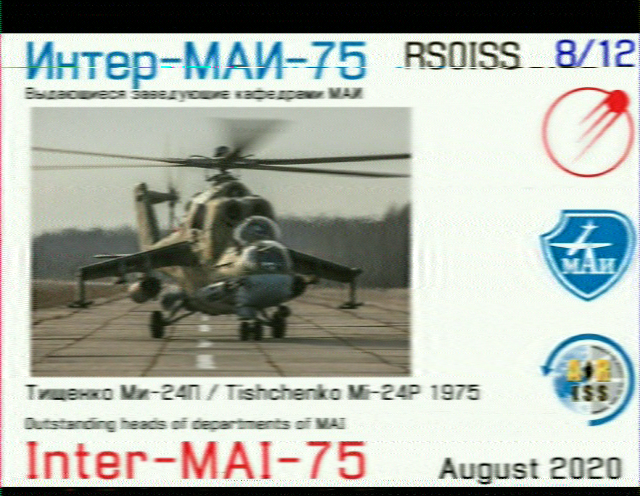 Интер-МАИ-75 RS0ISS 8/12
Выдающиеся заведующие кафедрами МАИ
МАИ
ARISS
Тищенко Ми-24П / Tishchenko Mi-24P 1975
Outstanding heads of departments of MAI
Inter-MAI-75 August 2020